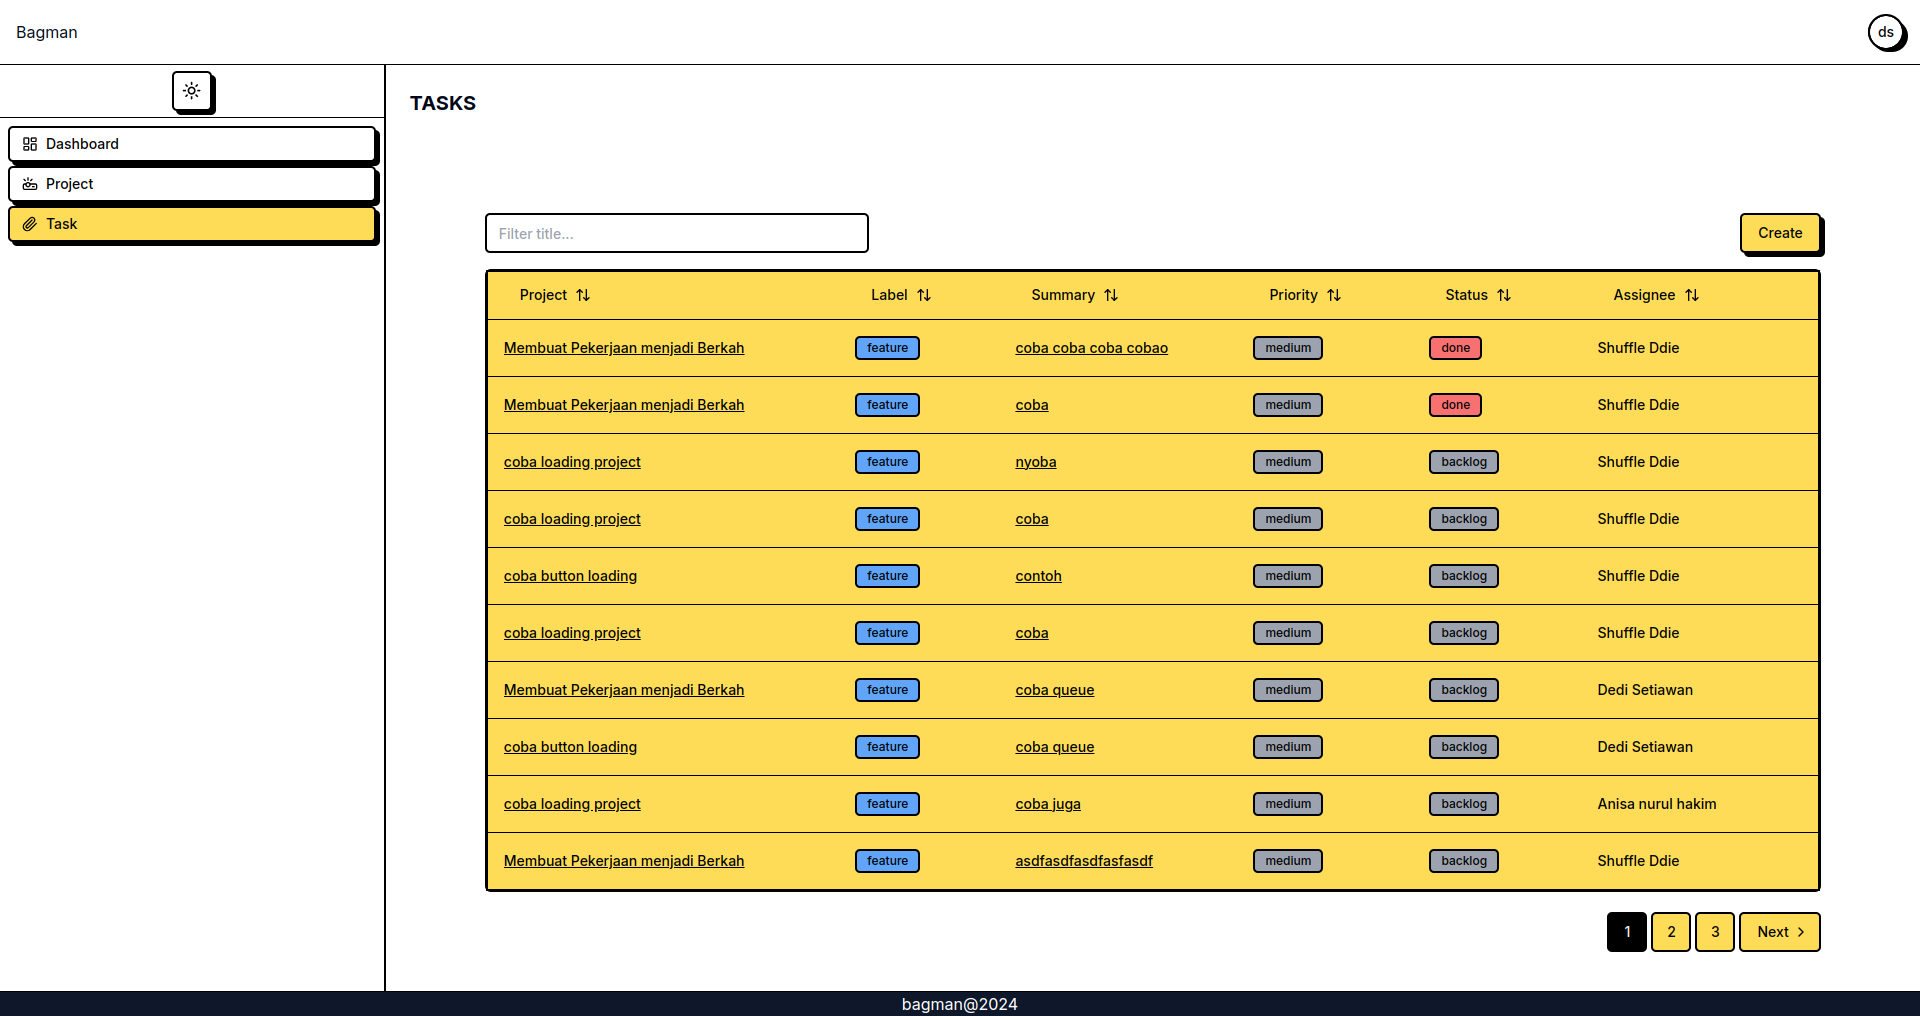 Bagman
ds
TASKS
Dashboard
Project
Task
Filter title...
Create
Project Label Summary Priority Status Assignee
Membuat Pekerjaan menjadi Berkah feature coba coba coba cobao medium done Shuffle Ddie
Membuat Pekerjaan menjadi Berkah feature coba medium done Shuffle Ddie
coba loading project feature nyoba medium backlog Shuffle Ddie
coba loading project feature coba medium backlog Shuffle Ddie
coba button loading feature contoh medium backlog Shuffle Ddie
coba loading project feature coba medium backlog Shuffle Ddie
Membuat Pekerjaan menjadi Berkah feature coba queue medium backlog Dedi Setiawan
coba button loading feature coba queue medium backlog Dedi Setiawan
coba loading project feature coba juga medium backlog Anisa nurul hakim
Membuat Pekerjaan menjadi Berkah feature asdfasdfasdfasfasdf medium backlog Shuffle Ddie
1 2 3 Next
bagman@2024